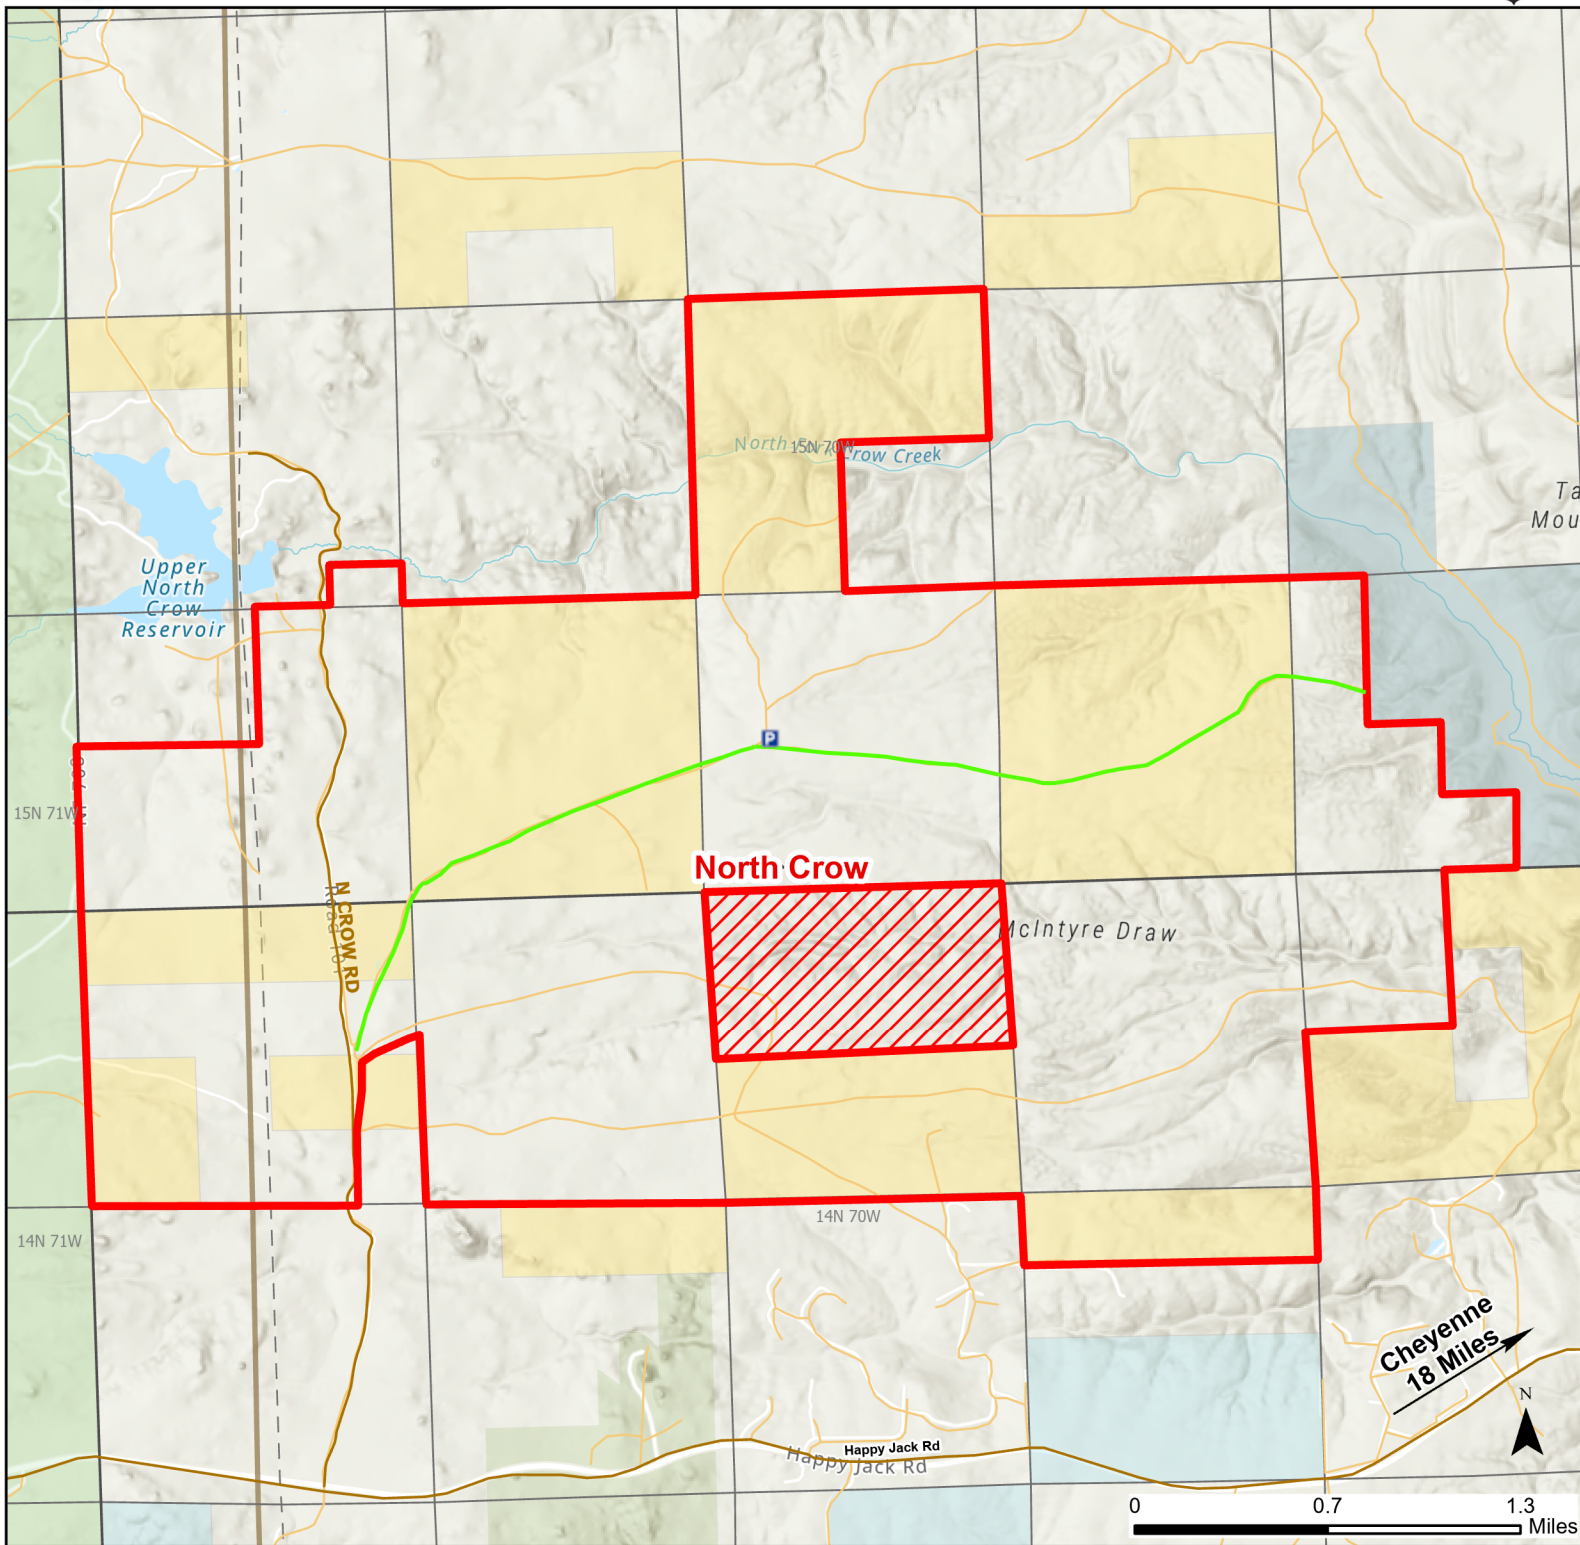 North Fork Crow Creek
15N 70W
Ta
Mou
Upper
North
Crow
Reservoir
15N 71W
North Crow
McIntyre Draw
N CROW RD
Road 101
14N 70W
14N 71W
Cheyenne
18 Miles
N
Happy Jack Rd
Happy Jack Rd
0 0.7 1.3
Miles
P